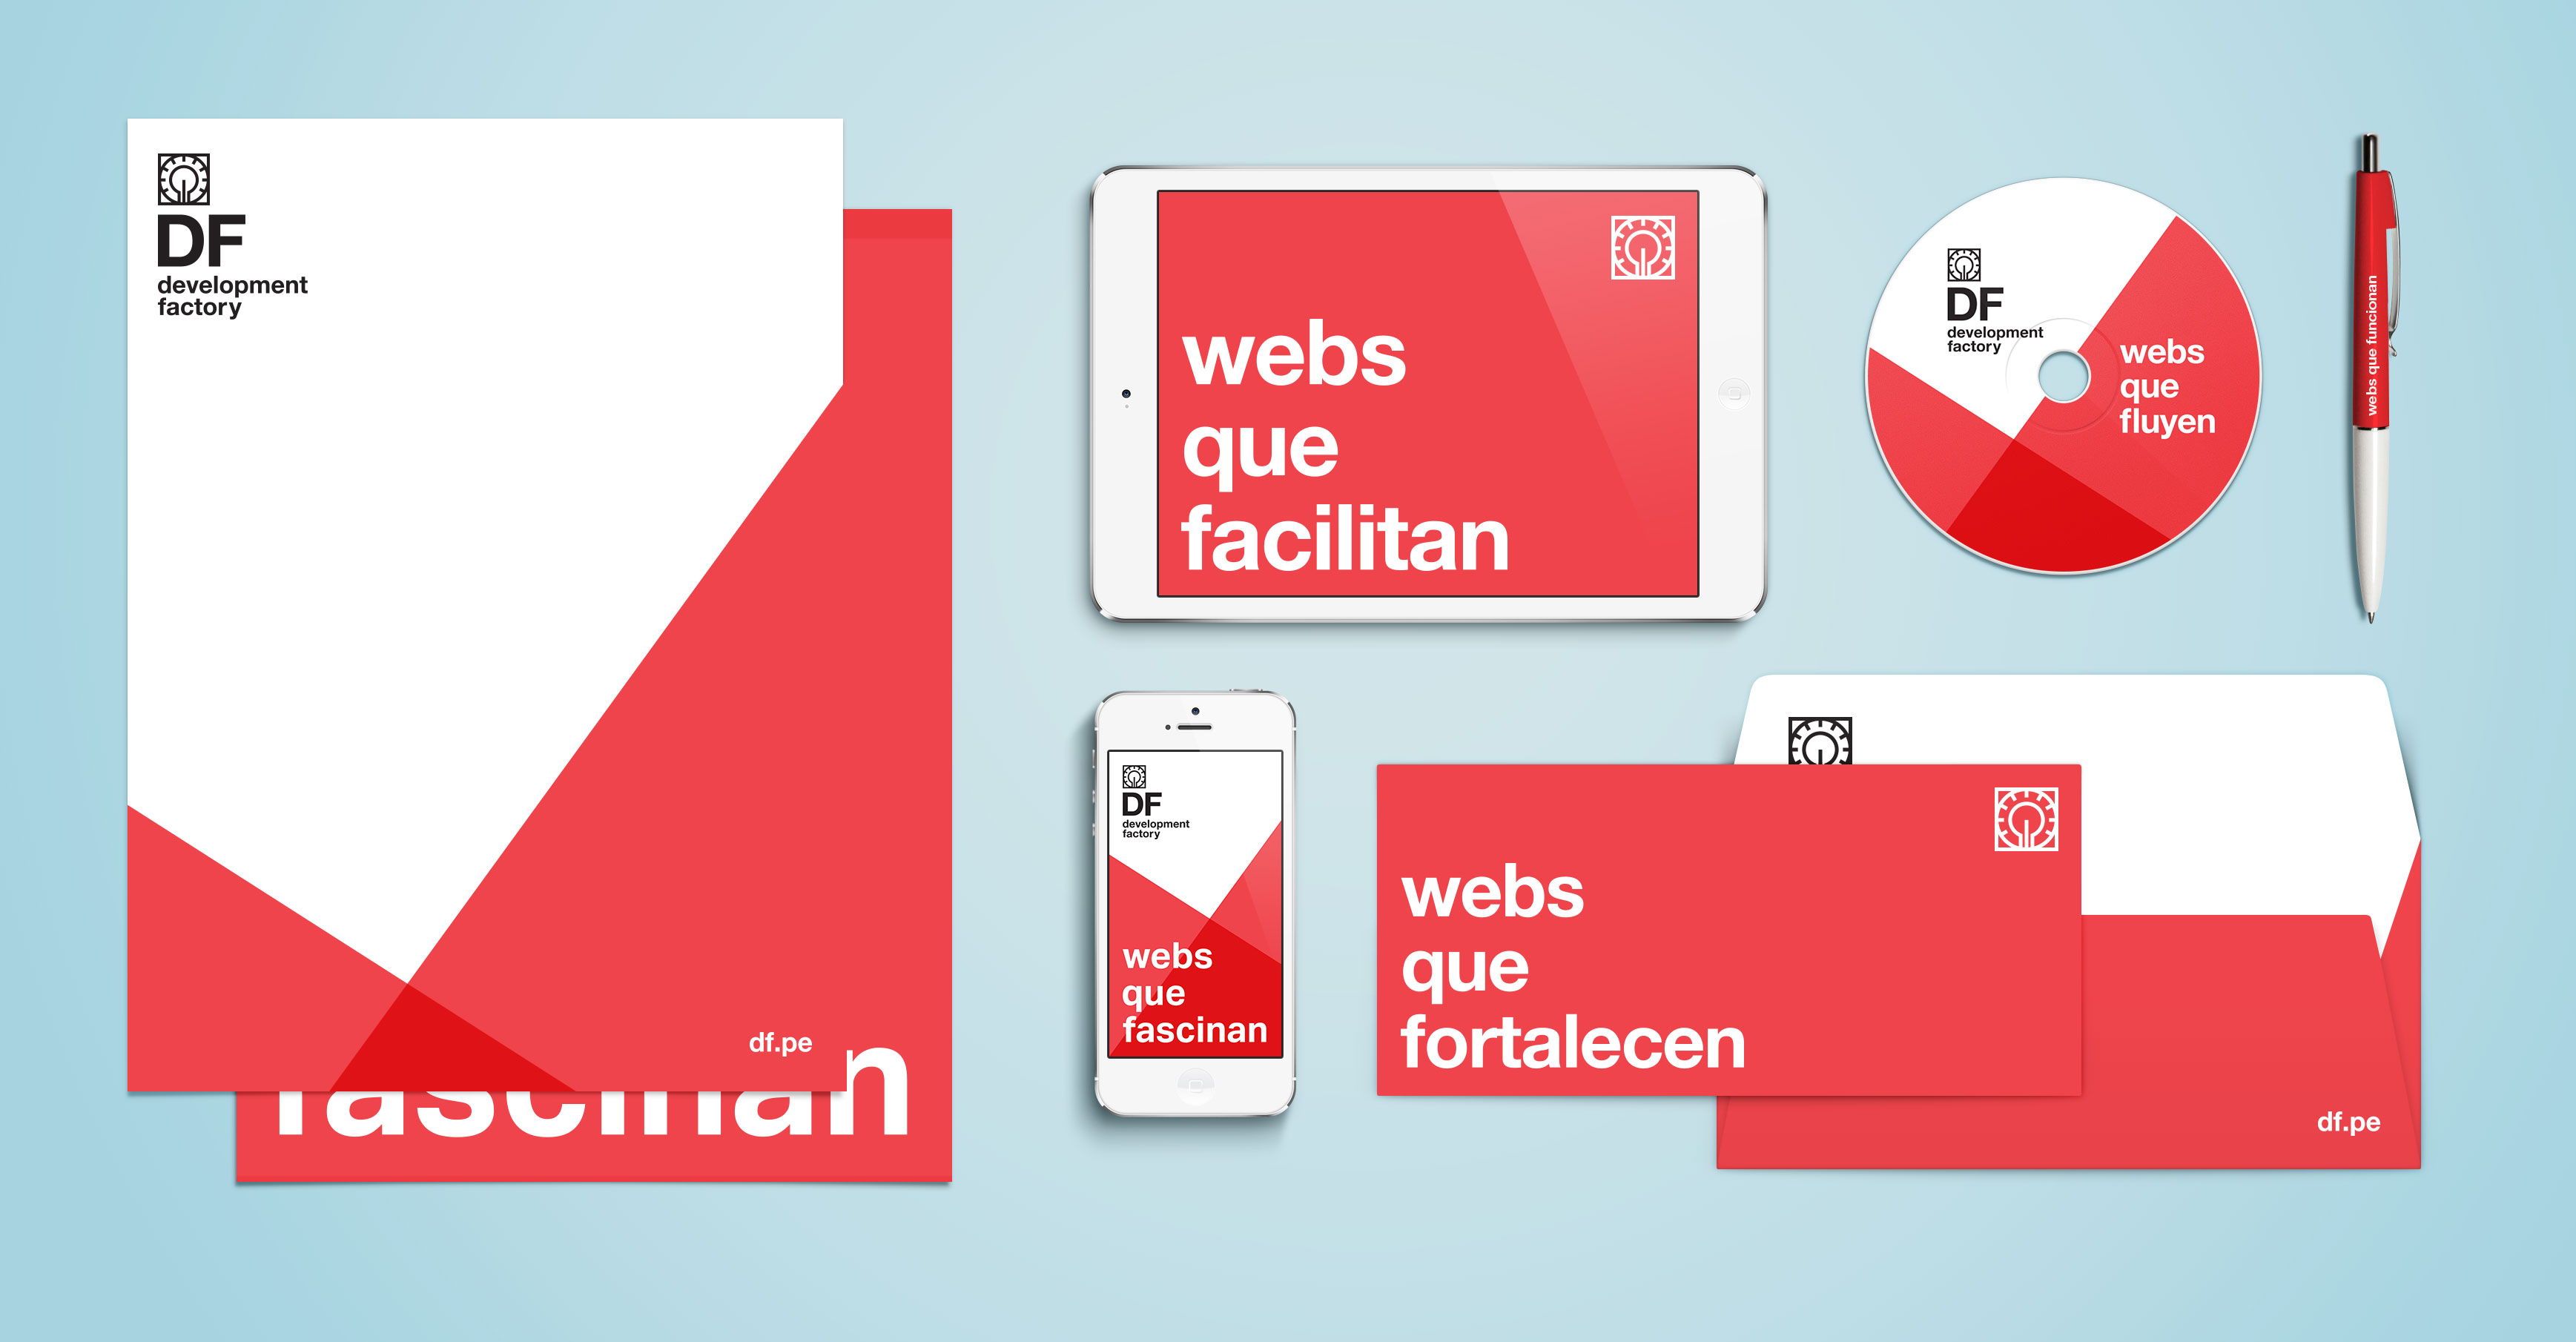 DF
development
factory
df.pe
fascinan
webs
que
facilitan
DF
development
factory
webs
que
fluyen
webs que funcionan
DF
development
factory
webs
que
fascinan
webs
que
fortalecen
df.pe